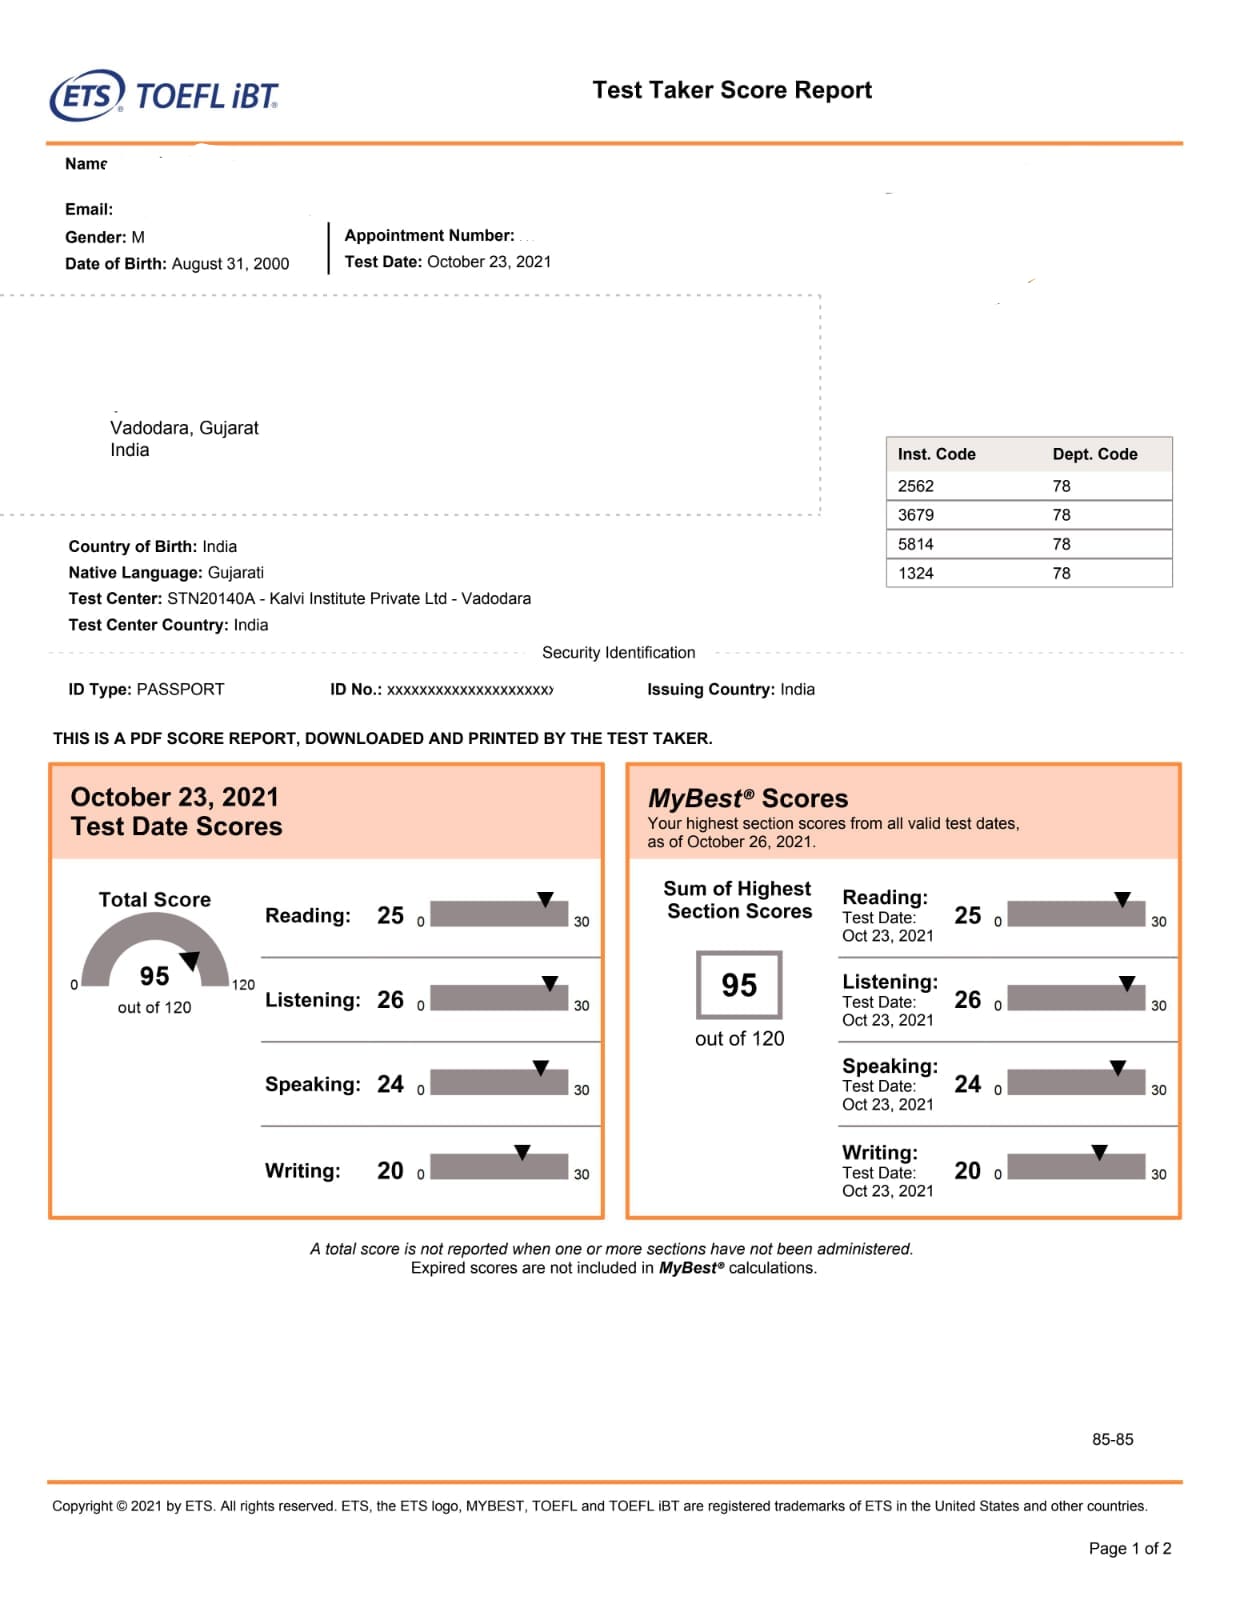 ETS® TOEFL iBT®
Test Taker Score Report
Name
Email:
Gender: M
Date of Birth: August 31, 2000
Appointment Number:
Test Date: October 23, 2021
Vadodara, Gujarat
India
Inst. Code Dept. Code
2562 78
3679 78
5814 78
1324 78
Country of Birth: India
Native Language: Gujarati
Test Center: STN20140A - Kalvi Institute Private Ltd - Vadodara
Test Center Country: India
Security Identification
ID Type: PASSPORT ID No.: xxxxxxxxxxxxxxxxxxxxx Issuing Country: India
THIS IS A PDF SCORE REPORT, DOWNLOADED AND PRINTED BY THE TEST TAKER.
October 23, 2021
Test Date Scores
Total Score
0 95 120
out of 120
Reading: 25 0 30
Listening: 26 0 30
Speaking: 24 0 30
Writing: 20 0 30
MyBest® Scores
Your highest section scores from all valid test dates,
as of October 26, 2021.
Sum of Highest
Section Scores
95
out of 120
Reading:
Test Date:
Oct 23, 2021
25 0 30
Listening:
Test Date:
Oct 23, 2021
26 0 30
Speaking:
Test Date:
Oct 23, 2021
24 0 30
Writing:
Test Date:
Oct 23, 2021
20 0 30
A total score is not reported when one or more sections have not been administered.
Expired scores are not included in MyBest® calculations.
85-85
Copyright © 2021 by ETS. All rights reserved. ETS, the ETS logo, MYBEST, TOEFL and TOEFL iBT are registered trademarks of ETS in the United States and other countries.
Page 1 of 2